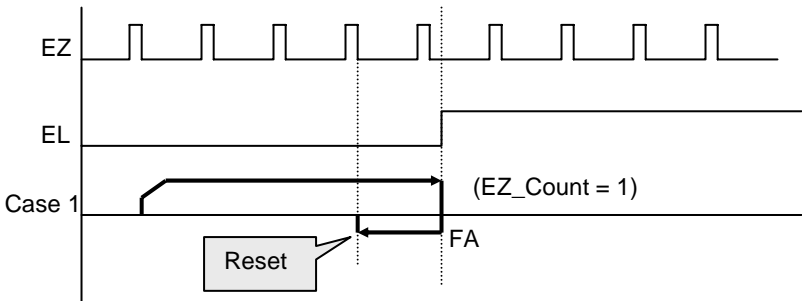 EZ
EL
Case 1
(EZ_Count = 1)
FA
Reset